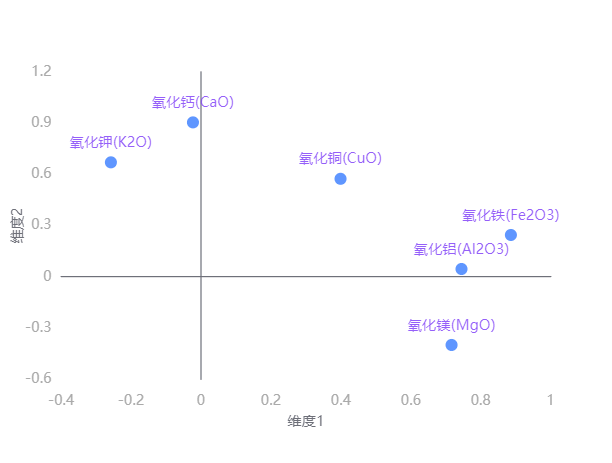 1.2
氧化钙(CaO)
0.9
氧化钾(K2O)
氧化铜(CuO)
0.6
氧化铁(Fe2O3)
0.3
维度2
氧化铝(Al2O3)
0
氧化镁(MgO)
-0.3
-0.6
-0.4 -0.2 0 0.2 0.4 0.6 0.8 1
维度1